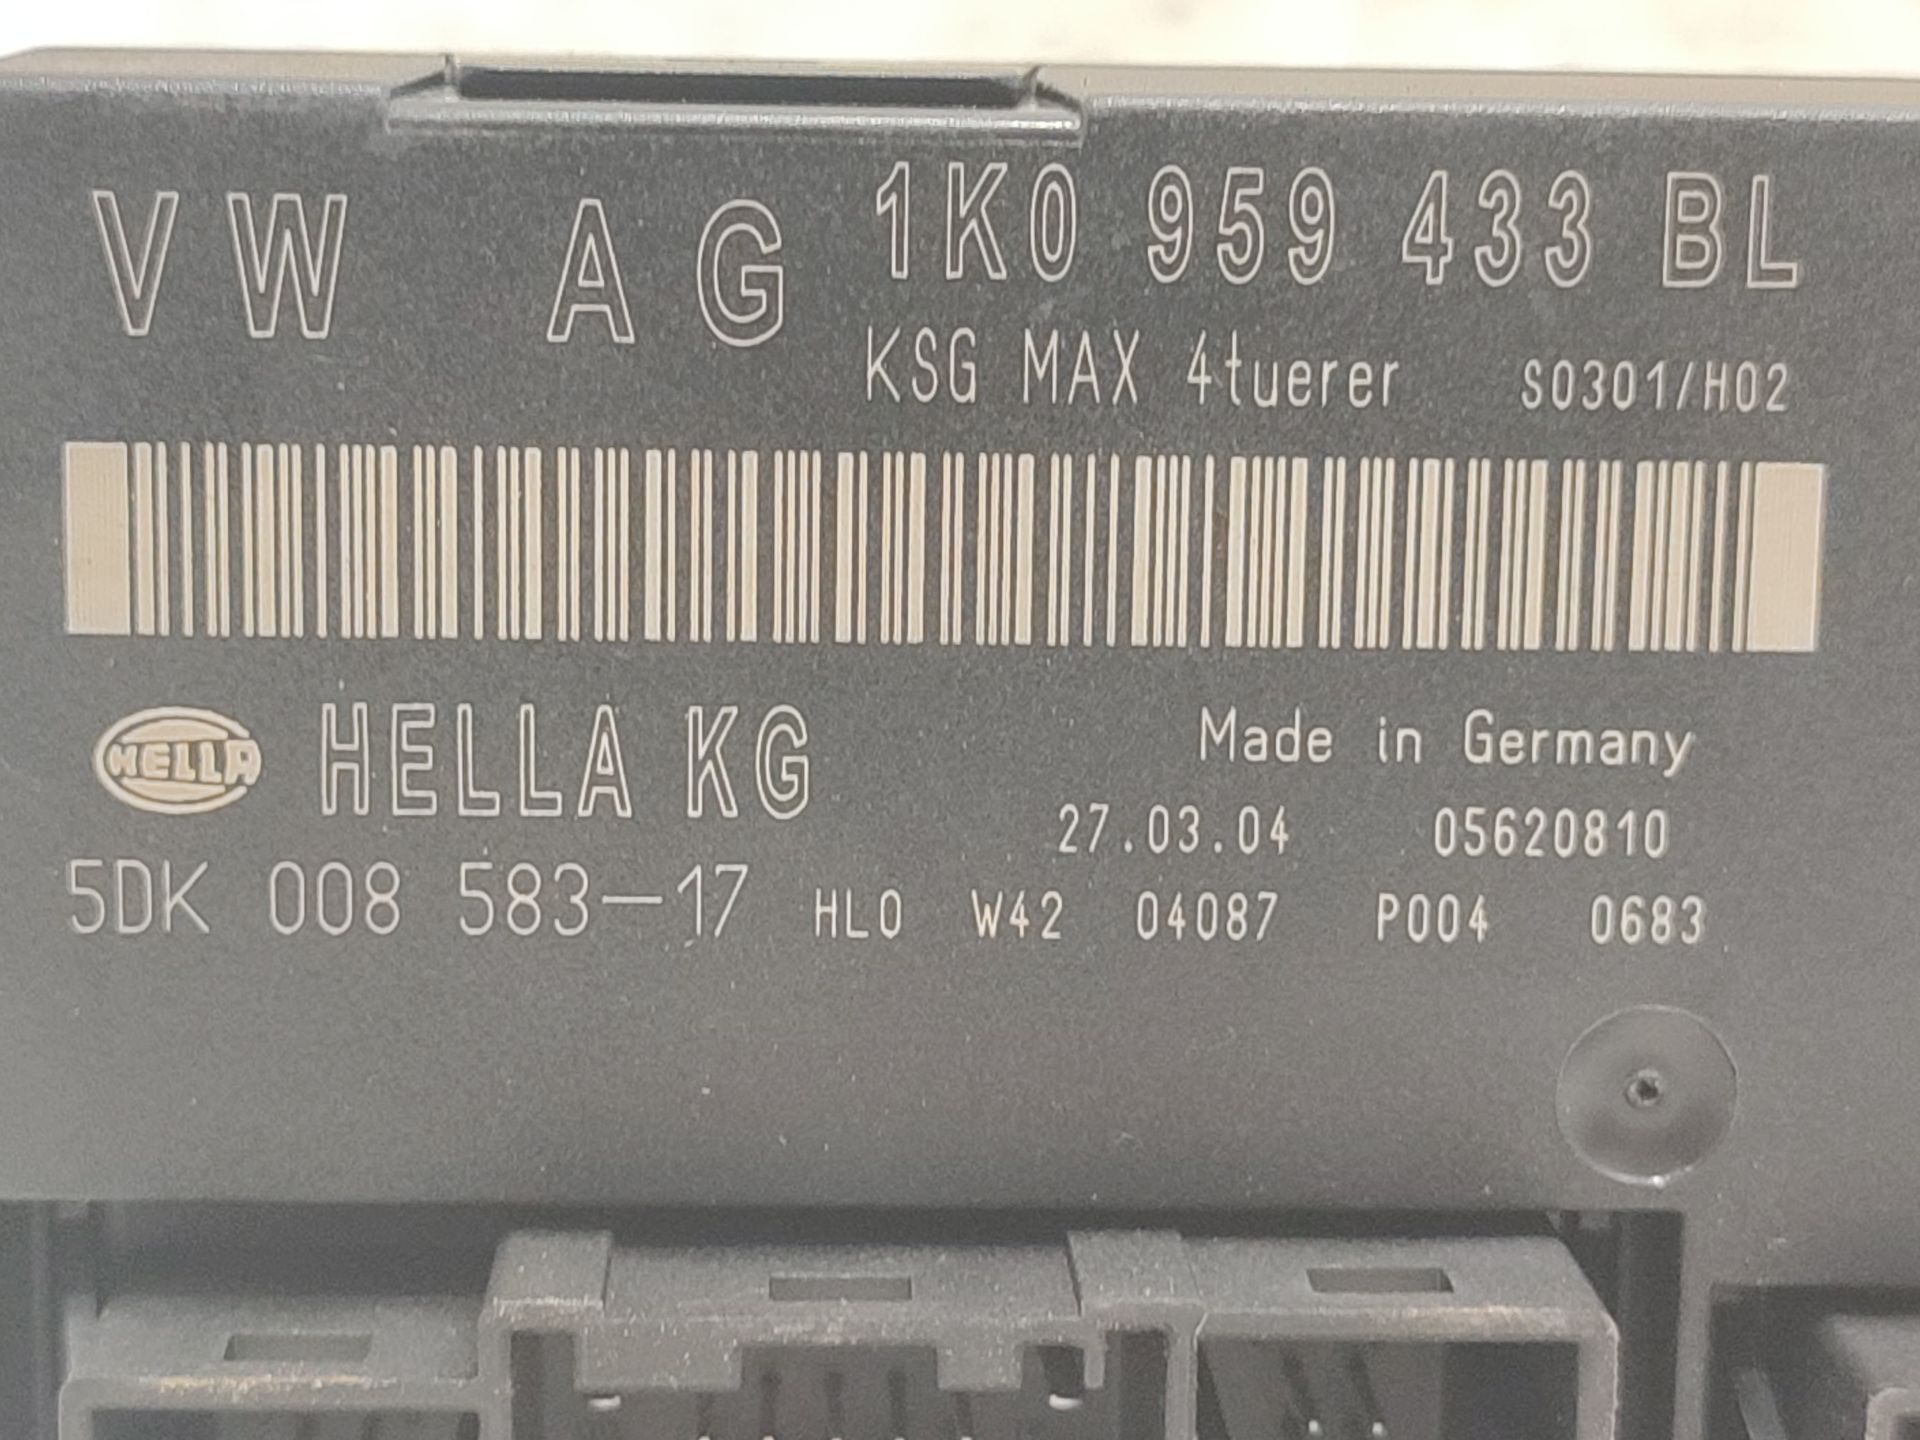 VW AG 1K0 959 433 BL
KSG MAX 4tuerer S0301/H02
HELLA HELLA KG Made in Germany
27.03.04 05620810
5DK 008 583-17 HLO W42 04087 P004 0683